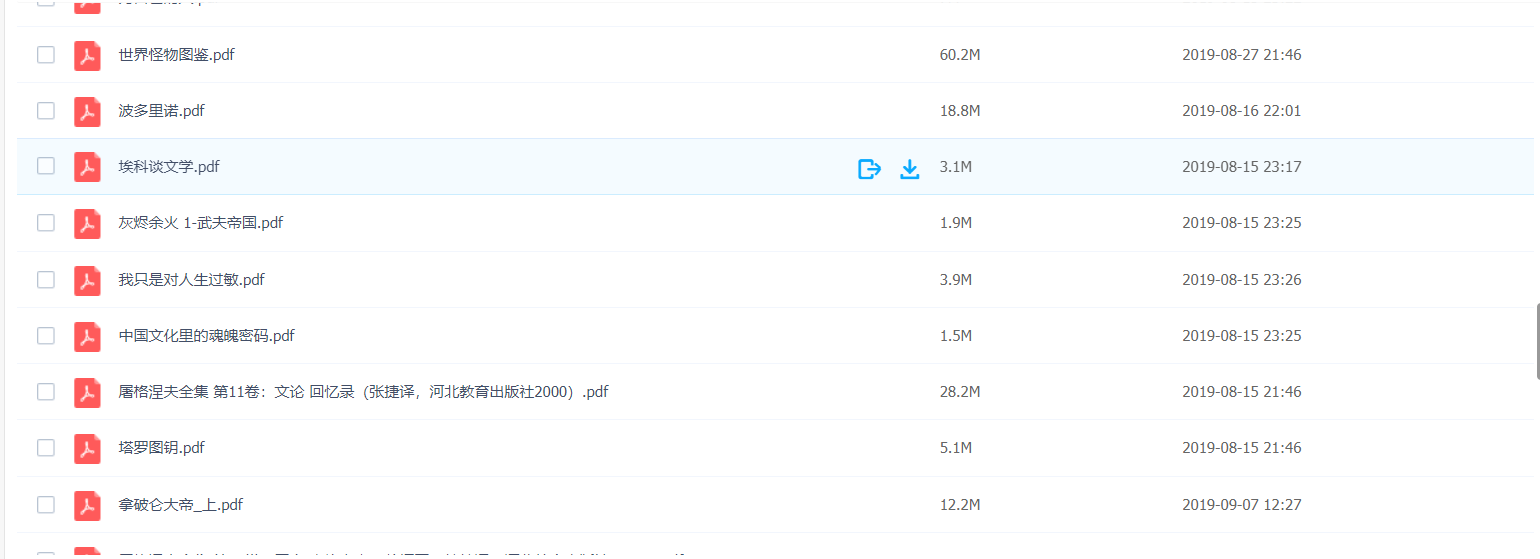 世界怪物图鉴.pdf 60.2M 2019-08-27 21:46
波多里诺.pdf 18.8M 2019-08-16 22:01
埃科谈文学.pdf 3.1M 2019-08-15 23:17
灰烬余火 1-武夫帝国.pdf 1.9M 2019-08-15 23:25
我只是对人生过敏.pdf 3.9M 2019-08-15 23:26
中国文化里的魂魄密码.pdf 1.5M 2019-08-15 23:25
屠格涅夫全集 第11卷：文论 回忆录（张捷译，河北教育出版社2000）.pdf 28.2M 2019-08-15 21:46
塔罗图钥.pdf 5.1M 2019-08-15 21:46
拿破仑大帝_上.pdf 12.2M 2019-09-07 12:27